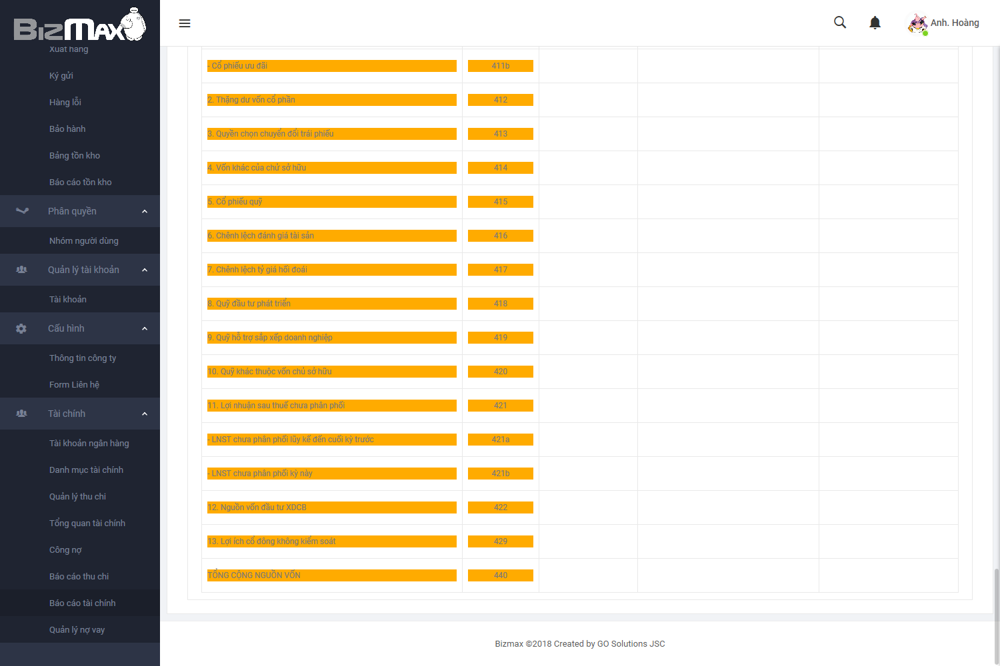 BizMax
Anh. Hoàng
Xuất hàng
Ký gửi
Hàng lỗi
Bảo hành
Bảng tồn kho
Báo cáo tồn kho
Phân quyền
Nhóm người dùng
Quản lý tài khoản
Tài khoản
Cấu hình
Thông tin công ty
Form Liên hệ
Tài chính
Tài khoản ngân hàng
Danh mục tài chính
Quản lý thu chi
Tổng quan tài chính
Công nợ
Báo cáo thu chi
Báo cáo tài chính
Quản lý nợ vay
- Cổ phiếu ưu đãi 411b
2. Thặng dư vốn cổ phần 412
3. Quyền chọn chuyển đổi trái phiếu 413
4. Vốn khác của chử sở hữu 414
5. Cổ phiếu quỹ 415
6. Chênh lệch đánh giá tài sản 416
7. Chênh lệch tỷ giá hối đoái 417
8. Quỹ đầu tư phát triển 418
9. Quỹ hỗ trợ sắp xếp doanh nghiệp 419
10. Quỹ khác thuộc vốn chủ sở hữu 420
11. Lợi nhuận sau thuế chưa phân phối 421
- LNST chưa phân phối lũy kế đến cuối kỳ trước 421a
- LNST chưa phân phối kỳ này 421b
12. Nguồn vốn đầu tư XDCB 422
13. Lợi ích cổ đông không kiểm soát 429
TỔNG CỘNG NGUỒN VỐN 440
Bizmax ©2018 Created by GO Solutions JSC